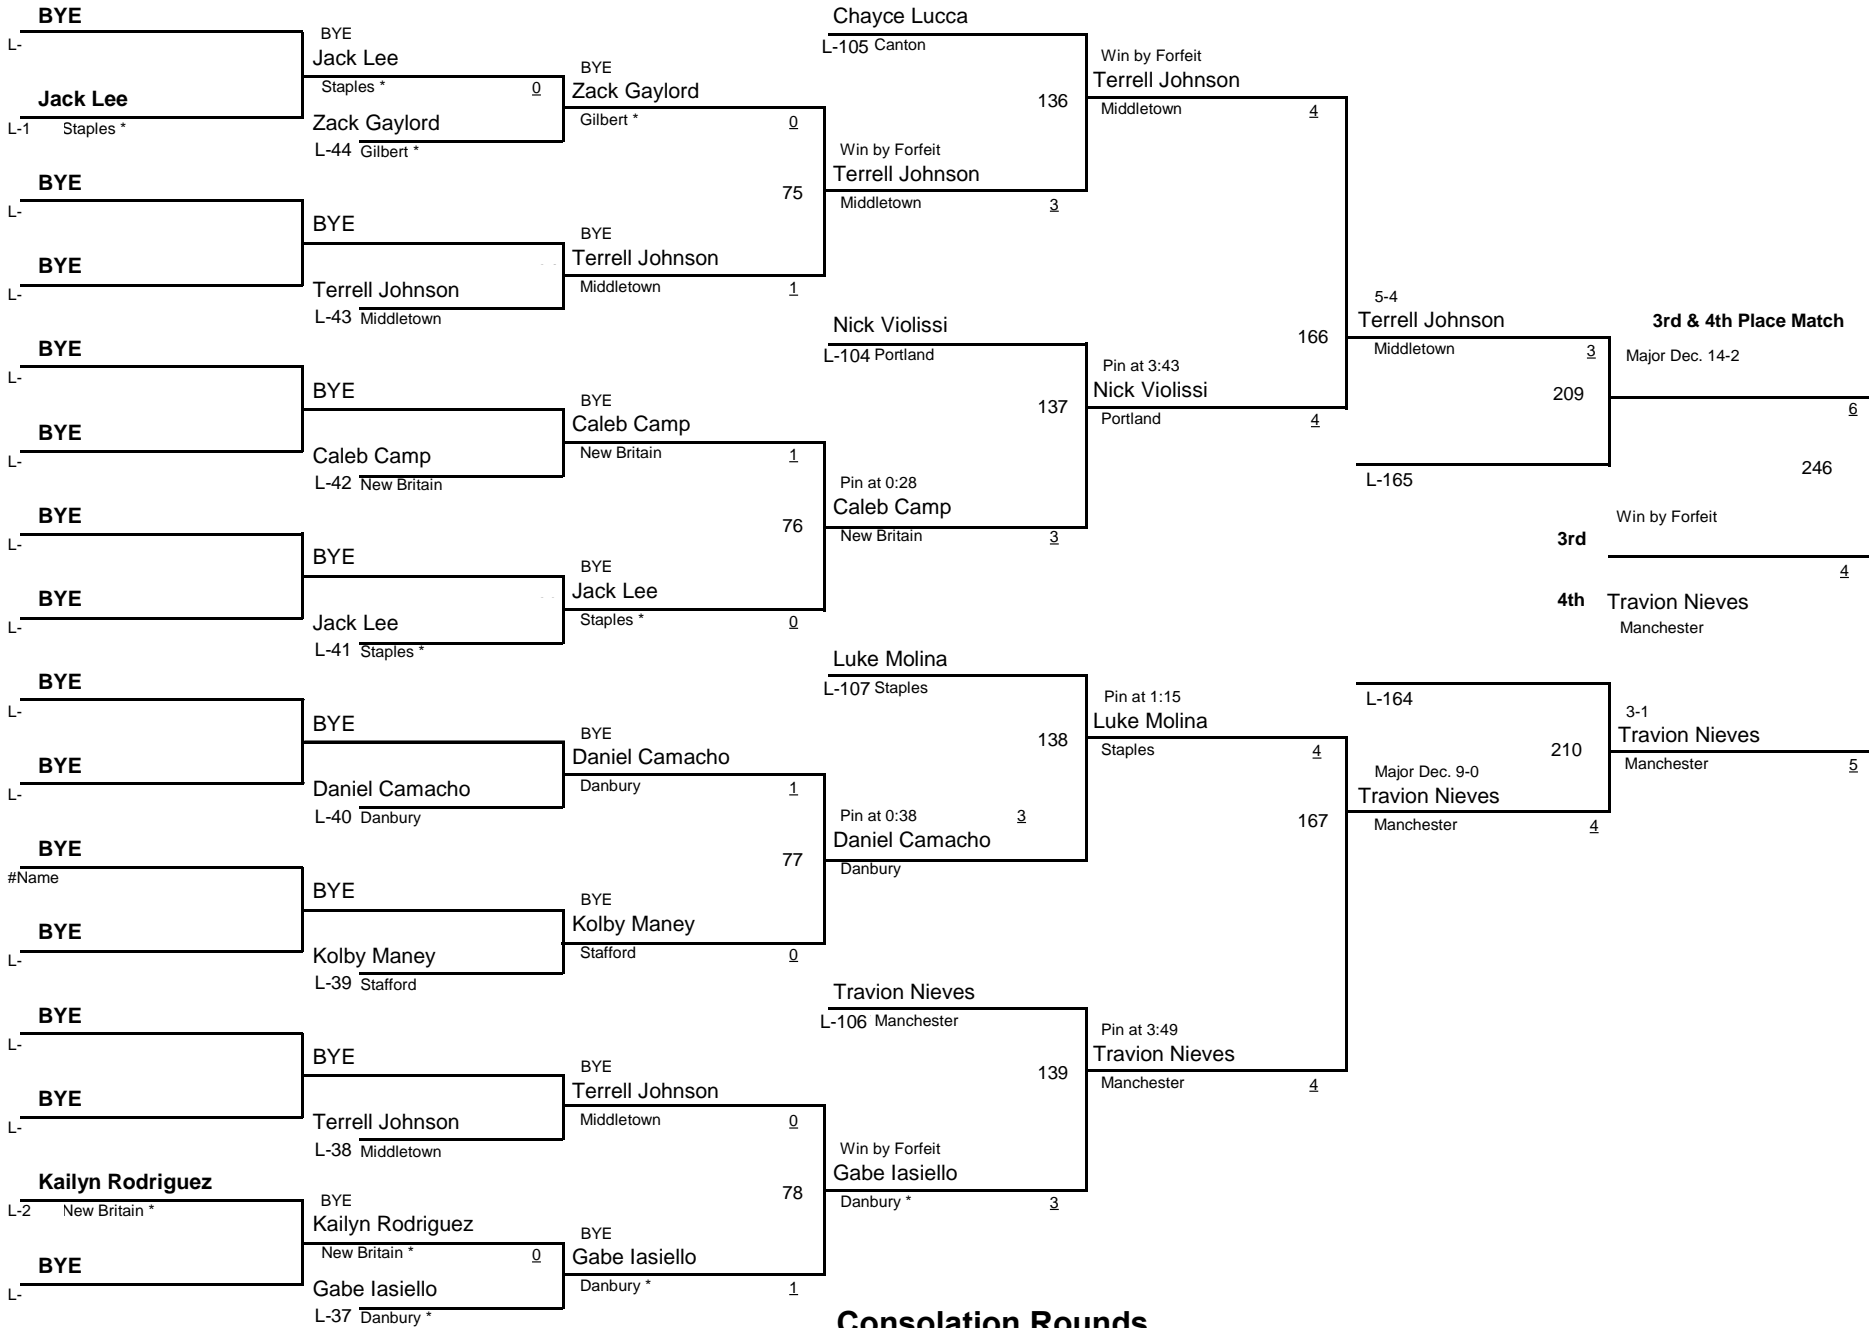 BYE
L-
Jack Lee
L-1 Staples *
BYE
L-
BYE
L-
BYE
L-
BYE
L-
BYE
L-
BYE
L-
BYE
L-
BYE
L-
BYE
#Name
BYE
L-
BYE
L-
BYE
L-
Kailyn Rodriguez
L-2 New Britain *
BYE
L-
BYE
Jack Lee
Staples * 0
Zack Gaylord
L-44 Gilbert *
BYE
Terrell Johnson
L-43 Middletown
BYE
Caleb Camp
L-42 New Britain
BYE
Jack Lee
L-41 Staples *
BYE
Daniel Camacho
L-40 Danbury
BYE
Kolby Maney
L-39 Stafford
BYE
Terrell Johnson
L-38 Middletown
BYE
Kailyn Rodriguez
New Britain * 0
Gabe Iasiello
L-37 Danbury *
BYE
Zack Gaylord
Gilbert * 0
75
BYE
Terrell Johnson
Middletown 1
BYE
Caleb Camp
New Britain 1
76
BYE
Jack Lee
Staples * 0
BYE
Daniel Camacho
Danbury 1
77
BYE
Kolby Maney
Stafford 0
BYE
Terrell Johnson
Middletown 0
78
BYE
Gabe Iasiello
Danbury * 1
Chayce Lucca
L-105 Canton
136
Win by Forfeit
Terrell Johnson
Middletown 3
Nick Violissi
L-104 Portland
137
Pin at 0:28
Caleb Camp
New Britain 3
Luke Molina
L-107 Staples
138
Pin at 0:38 3
Daniel Camacho
Danbury
Travion Nieves
L-106 Manchester
139
Win by Forfeit
Gabe Iasiello
Danbury * 3
Win by Forfeit
Terrell Johnson
Middletown 4
166
Pin at 3:43
Nick Violissi
Portland 4
Pin at 1:15
Luke Molina
Staples 4
167
Pin at 3:49
Travion Nieves
Manchester 4
5-4
Terrell Johnson
Middletown 3
209
L-165
L-164
210
Major Dec. 9-0
Travion Nieves
Manchester 4
3rd & 4th Place Match
Major Dec. 14-2
6
246
Win by Forfeit
3rd
4
4th Travion Nieves
Manchester
3-1
Travion Nieves
Manchester 5
Consolation Rounds